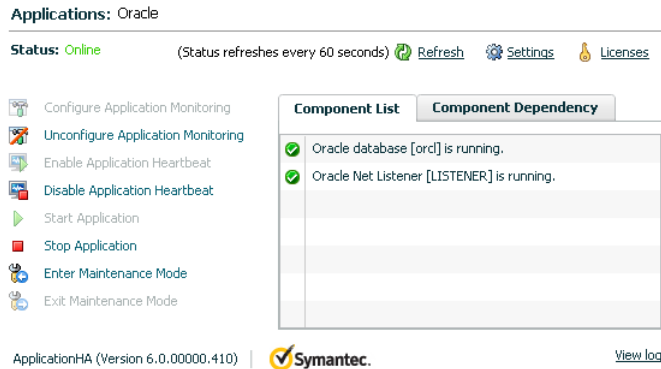 Applications: Oracle
Status: Online (Status refreshes every 60 seconds) Refresh Settings Licenses
Configure Application Monitoring
Unconfigure Application Monitoring
Enable Application Heartbeat
Disable Application Heartbeat
Start Application
Stop Application
Enter Maintenance Mode
Exit Maintenance Mode
Component List Component Dependency
Oracle database [orcl] is running.
Oracle Net Listener [LISTENER] is running.
ApplicationHA (Version 6.0.00000.410) Symantec. View log